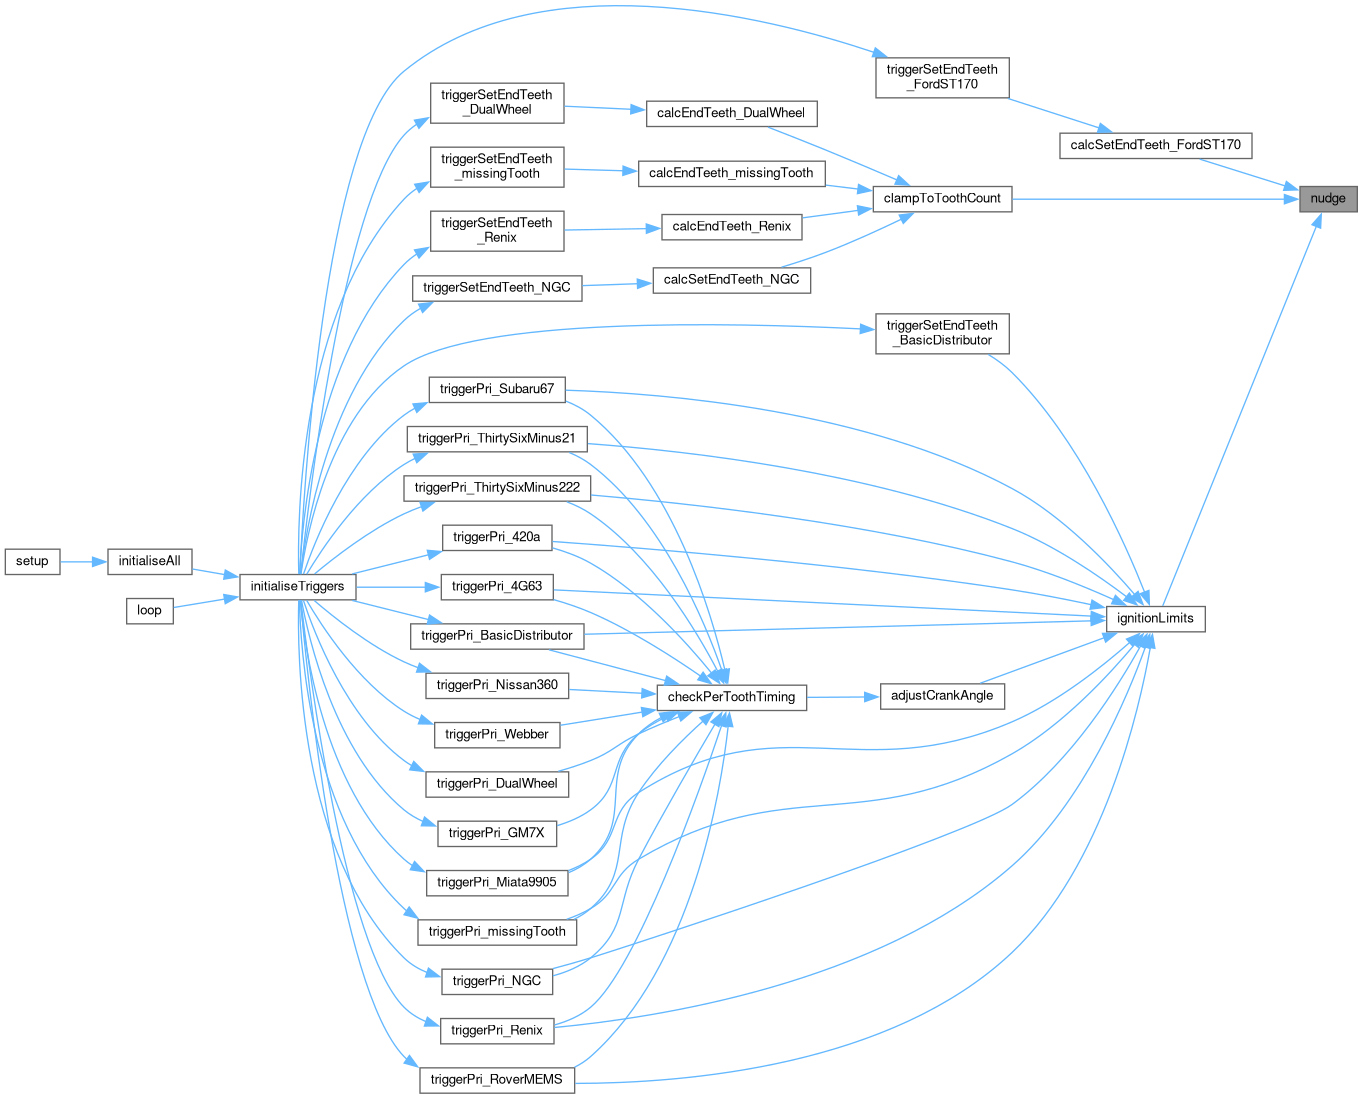 triggerSetEndTeeth
_FordST170
triggerSetEndTeeth
_DualWheel
calcEndTeeth_DualWheel
calcSetEndTeeth_FordST170
triggerSetEndTeeth
_missingTooth
calcEndTeeth_missingTooth
clampToToothCount
nudge
triggerSetEndTeeth
_Renix
calcEndTeeth_Renix
triggerSetEndTeeth_NGC
calcSetEndTeeth_NGC
triggerSetEndTeeth
_BasicDistributor
triggerPri_Subaru67
triggerPri_ThirtySixMinus21
triggerPri_ThirtySixMinus222
triggerPri_420a
setup
initialiseAll
initialiseTriggers
triggerPri_4G63
loop
ignitionLimits
triggerPri_BasicDistributor
triggerPri_Nissan360
checkPerToothTiming
adjustCrankAngle
triggerPri_Webber
triggerPri_DualWheel
triggerPri_GM7X
triggerPri_Miata9905
triggerPri_missingTooth
triggerPri_NGC
triggerPri_Renix
triggerPri_RoverMEMS